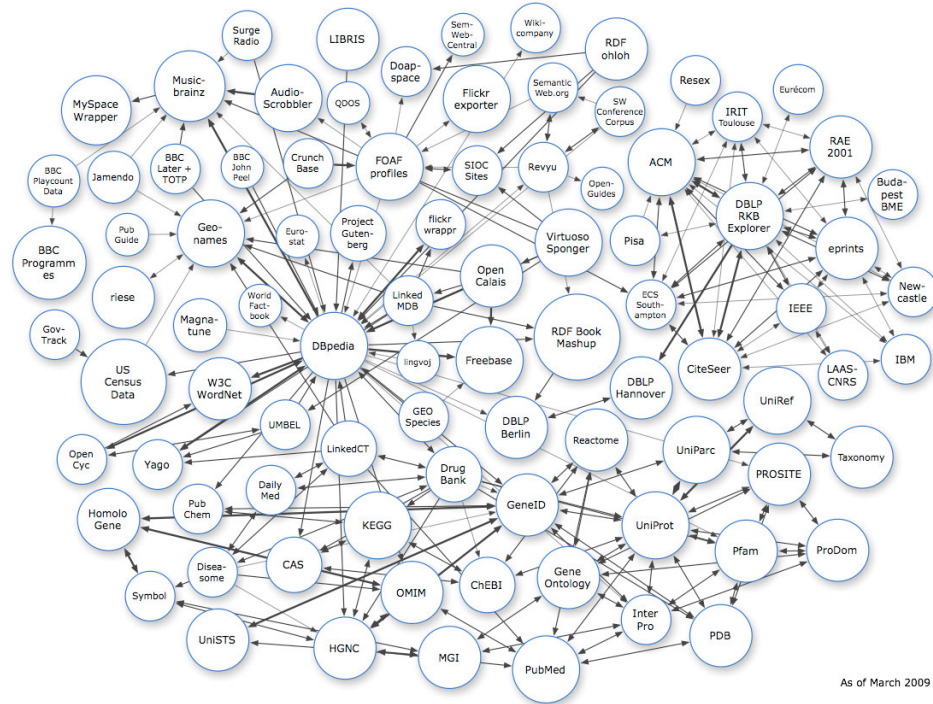 Surge
Radio
LIBRIS
Sem-
Web-
Central
Wiki-
company
RDF
ohloh
Doap-
space
Music-
brainz
Audio-
Scrobbler
MySpace
Wrapper
QDOS
Flickr
exporter
Semantic
Web.org
SW
Conference
Corpus
Resex
Eurécom
IRIT
Toulouse
RAE
2001
ACM
BBC
Playcount
Data
Jamendo
BBC
Later +
TOTP
BBC
John
Peel
Crunch
Base
FOAF
profiles
SIOC
Sites
Revyu
Open-
Guides
DBLP
RKB
Explorer
Buda-
pest
BME
Pub
Guide
Geo-
names
Euro-
stat
Project
Guten-
berg
flickr
wrappr
Virtuoso
Sponger
Pisa
eprints
BBC
Programm
es
riese
World
Fact-
book
Linked
MDB
Open
Calais
ECS
South-
ampton
IEEE
New-
castle
Gov-
Track
Magna-
tune
DBpedia
lingvoj
Freebase
RDF Book
Mashup
CiteSeer
LAAS-
CNRS
IBM
US
Census
Data
W3C
WordNet
GEO
Species
DBLP
Berlin
DBLP
Hannover
UniRef
UMBEL
Open
Cyc
Yago
LinkedCT
Reactome
UniParc
Taxonomy
PROSITE
Daily
Med
Drug
Bank
Pub
Chem
Homolo
Gene
KEGG
GeneID
UniProt
Pfam
ProDom
Disea-
some
CAS
ChEBI
Gene
Ontology
Symbol
OMIM
Inter
Pro
UniSTS
HGNC
MGI
PubMed
PDB
As of March 2009